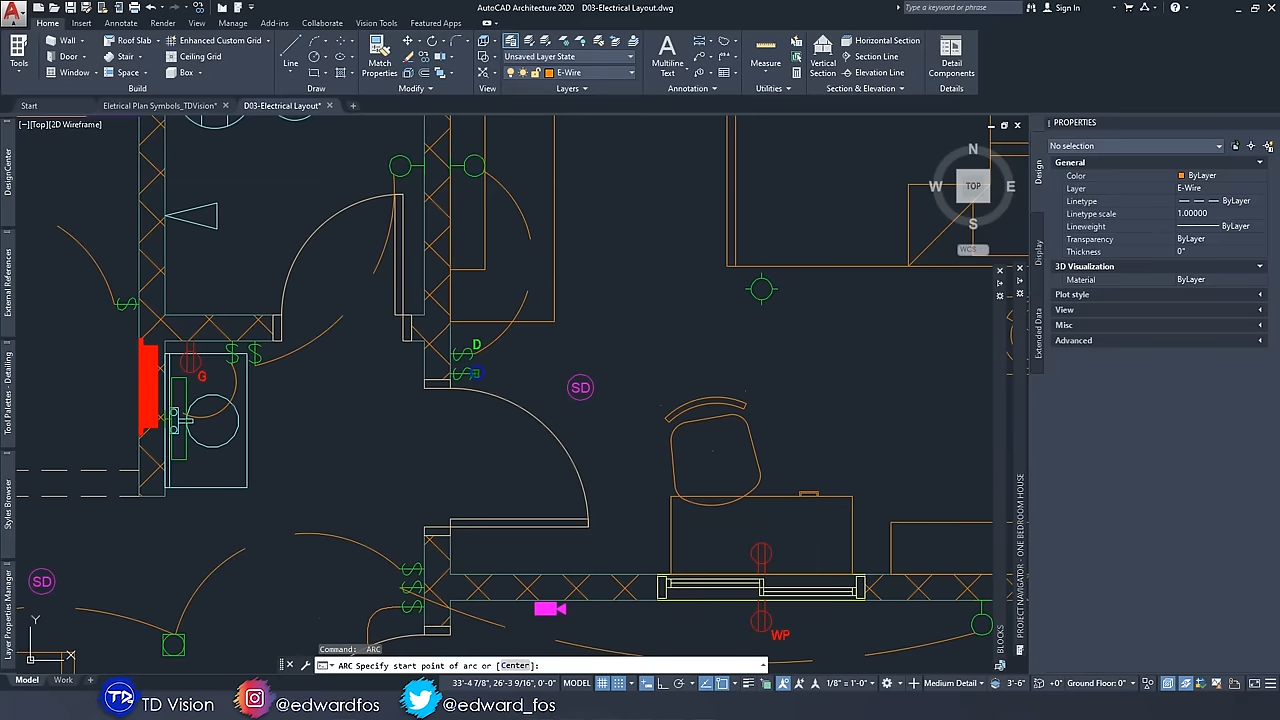 AutoCAD Architecture 2020 D03-Electrical Layout.dwg
Type a keyword or phrase
Sign In
Home Insert Annotate Render View Manage Add-ins Collaborate Vision Tools Featured Apps
Tools
Wall Door Window
Roof Slab Stair Space
Enhanced Custom Grid
Ceiling Grid
Box
Line
Match Properties
View
Unsaved Layer State
E-Wire
Multiline Text
Measure
Vertical Section
Horizontal Section
Section Line
Elevation Line
Detail Components
Build Draw Modify View Layers Annotation Utilities Section & Elevation Details
Start Eletrical Plan Symbols_TDVision* D03-Electrical Layout*
[−][Top][2D Wireframe]
DesignCenter
External References
Tool Palettes - Detailing
Styles Browser
Layer Properties Manager
N
W TOP E
S
WCS
D
G
SD
SD
WP
Y
X
PROPERTIES
No selection
General
Color ByLayer
Layer E-Wire
Linetype ByLayer
Linetype scale 1.00000
Lineweight ByLayer
Transparency ByLayer
Thickness 0"
3D Visualization
Material ByLayer
Plot style
View
Misc
Advanced
Design
Display
Extended Data
PROJECT NAVIGATOR - ONE BEDROOM HOUSE
BLOCKS
Command: ARC
ARC Specify start point of arc or [Center]:
Model Work
33'-4 7/8", 26'-3 9/16", 0'-0" MODEL
1/8" = 1'-0" Medium Detail 3'-6" +0" Ground Floor: 0"
TD TD Vision @edwardfos @edward_fos